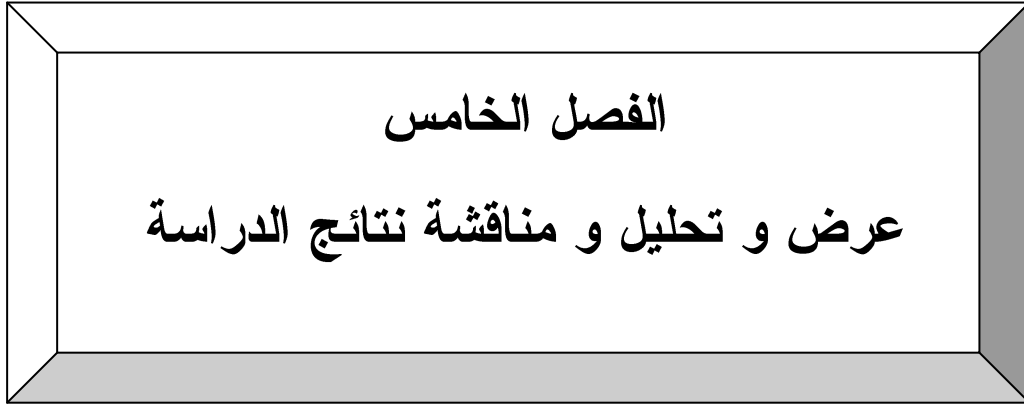 الفصل الخامس
عرض و تحليل و مناقشة نتائج الدراسة